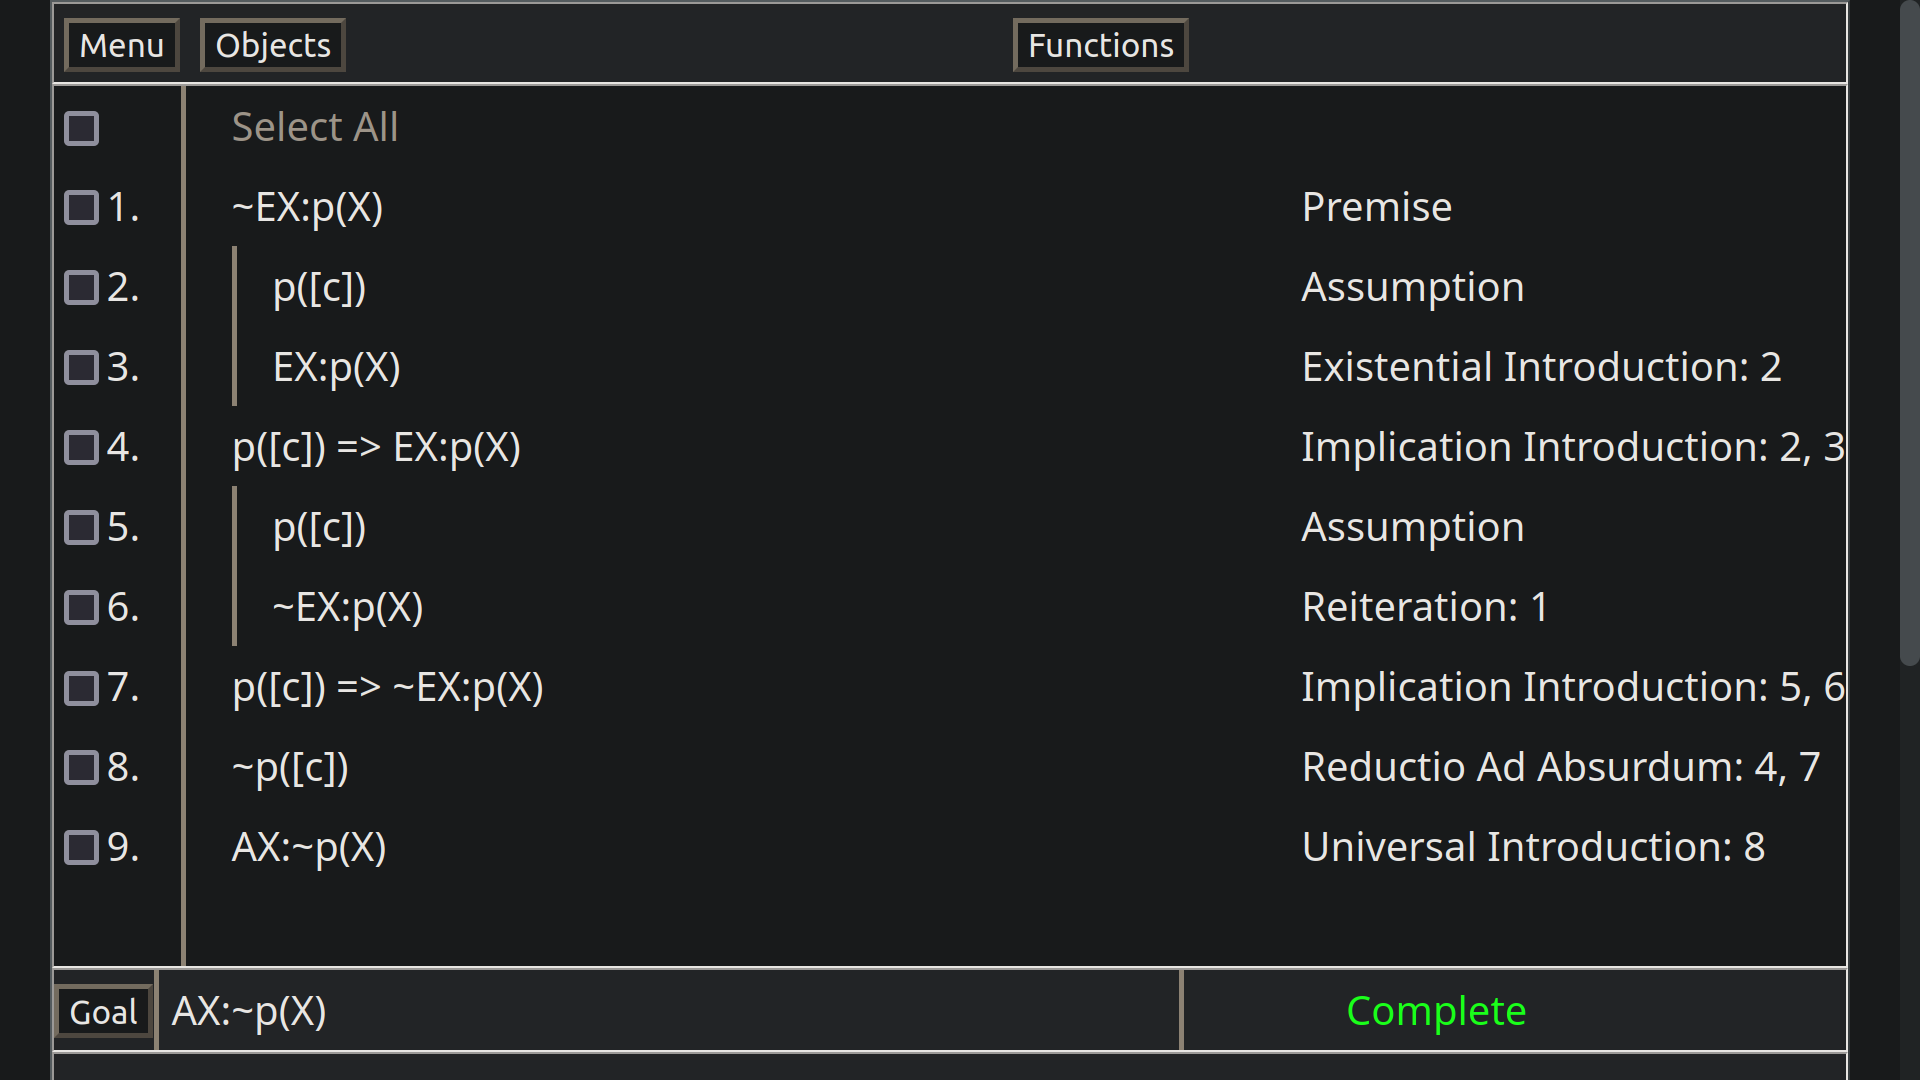 Menu Objects Functions
Select All
1. ~EX:p(X) Premise
2. p([c]) Assumption
3. EX:p(X) Existential Introduction: 2
4. p([c]) => EX:p(X) Implication Introduction: 2, 3
5. p([c]) Assumption
6. ~EX:p(X) Reiteration: 1
7. p([c]) => ~EX:p(X) Implication Introduction: 5, 6
8. ~p([c]) Reductio Ad Absurdum: 4, 7
9. AX:~p(X) Universal Introduction: 8
Goal AX:~p(X) Complete